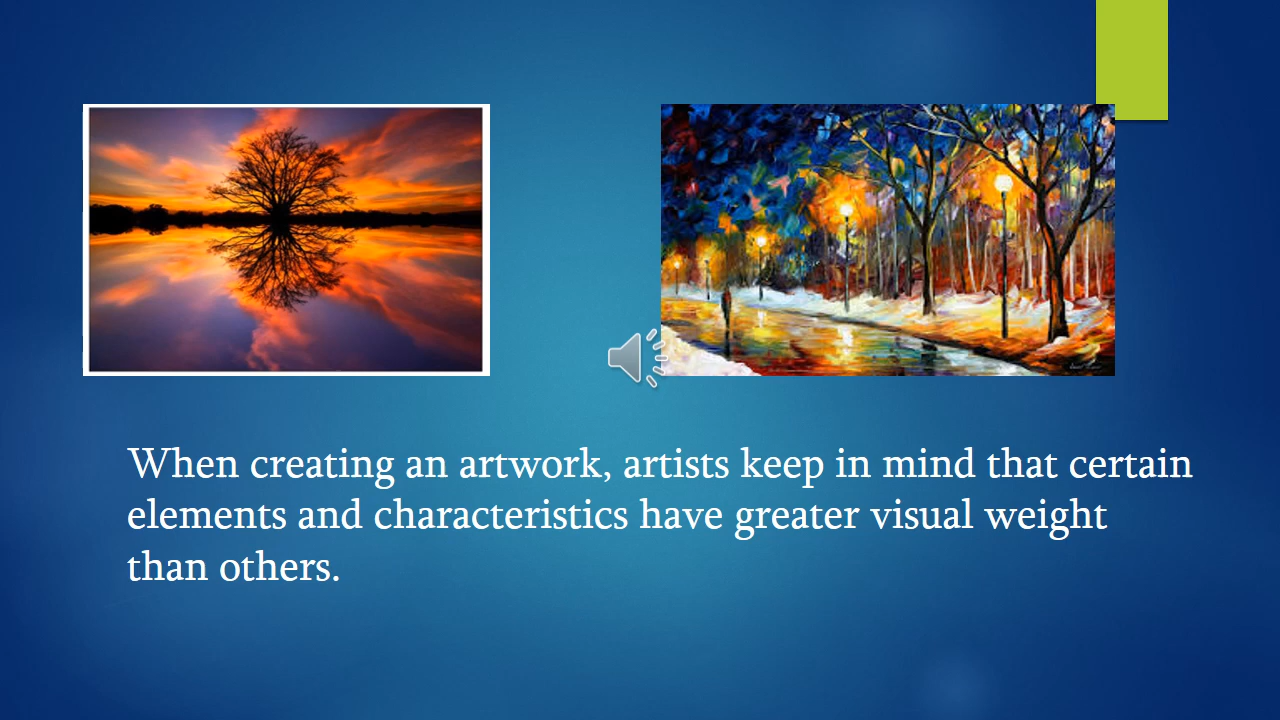 When creating an artwork, artists keep in mind that certain
elements and characteristics have greater visual weight
than others.